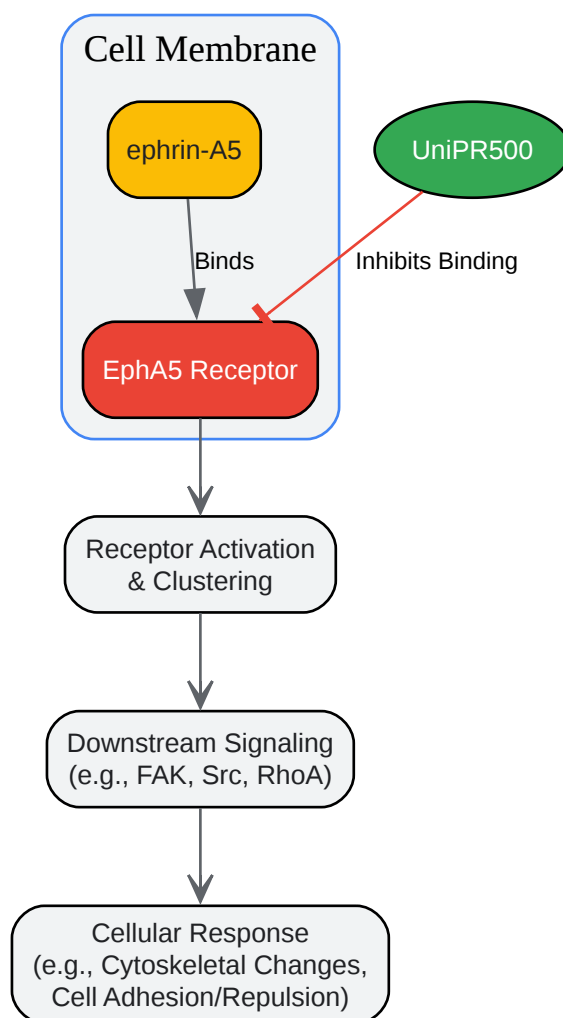 Cell Membrane
ephrin-A5
UniPR500
Binds
Inhibits Binding
EphA5 Receptor
Receptor Activation
& Clustering
Downstream Signaling
(e.g., FAK, Src, RhoA)
Cellular Response
(e.g., Cytoskeletal Changes,
Cell Adhesion/Repulsion)